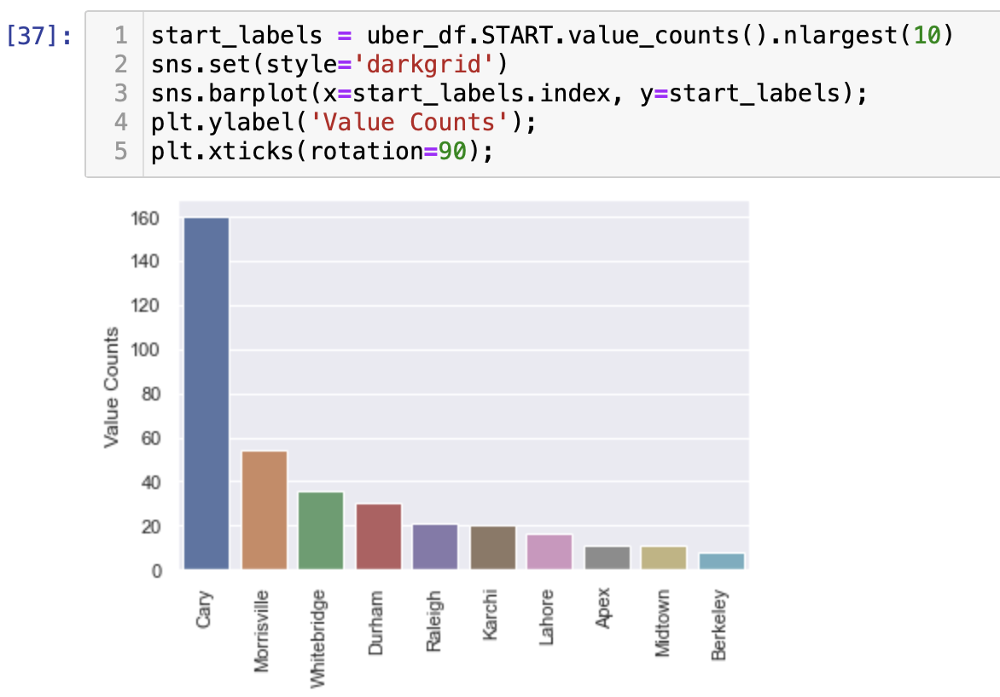 [37]:
1 start_labels = uber_df.START.value_counts().nlargest(10)
2 sns.set(style='darkgrid')
3 sns.barplot(x=start_labels.index, y=start_labels);
4 plt.ylabel('Value Counts');
5 plt.xticks(rotation=90);
160
140
120
100
80
60
40
20
0
Value Counts
Cary
Morrisville
Whitebridge
Durham
Raleigh
Karchi
Lahore
Apex
Midtown
Berkeley